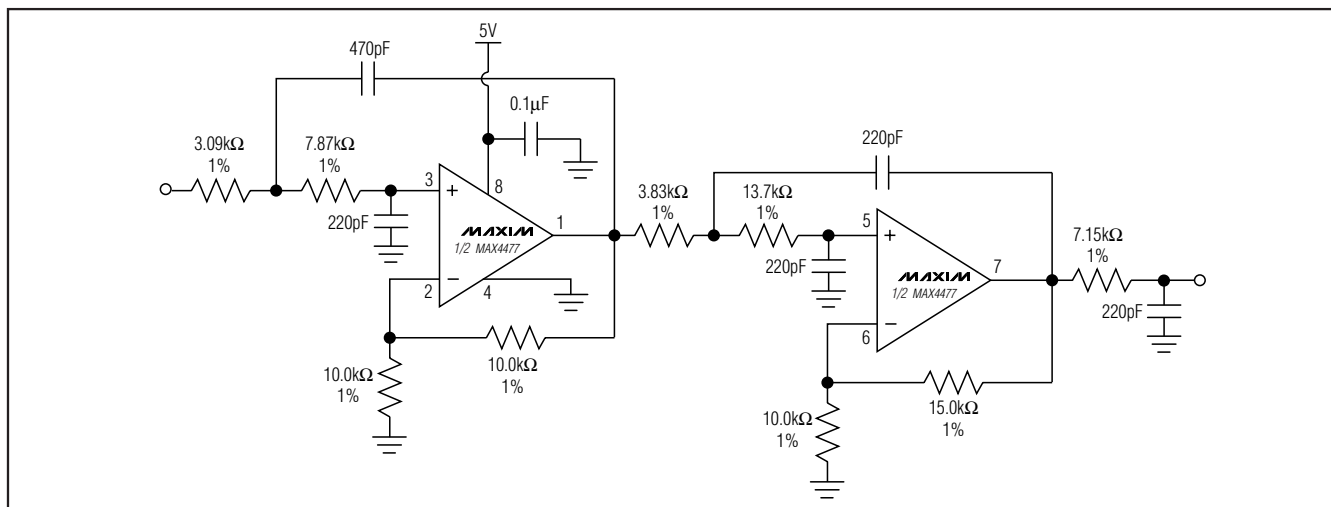 5V
470pF
0.1µF
3.09kΩ
1%
7.87kΩ
1%
3
+
8
220pF
MAXIM
1/2 MAX4477
1
−
2
4
10.0kΩ
1%
10.0kΩ
1%
220pF
3.83kΩ
1%
13.7kΩ
1%
5
+
220pF
MAXIM
1/2 MAX4477
7
−
6
7.15kΩ
1%
220pF
15.0kΩ
1%
10.0kΩ
1%